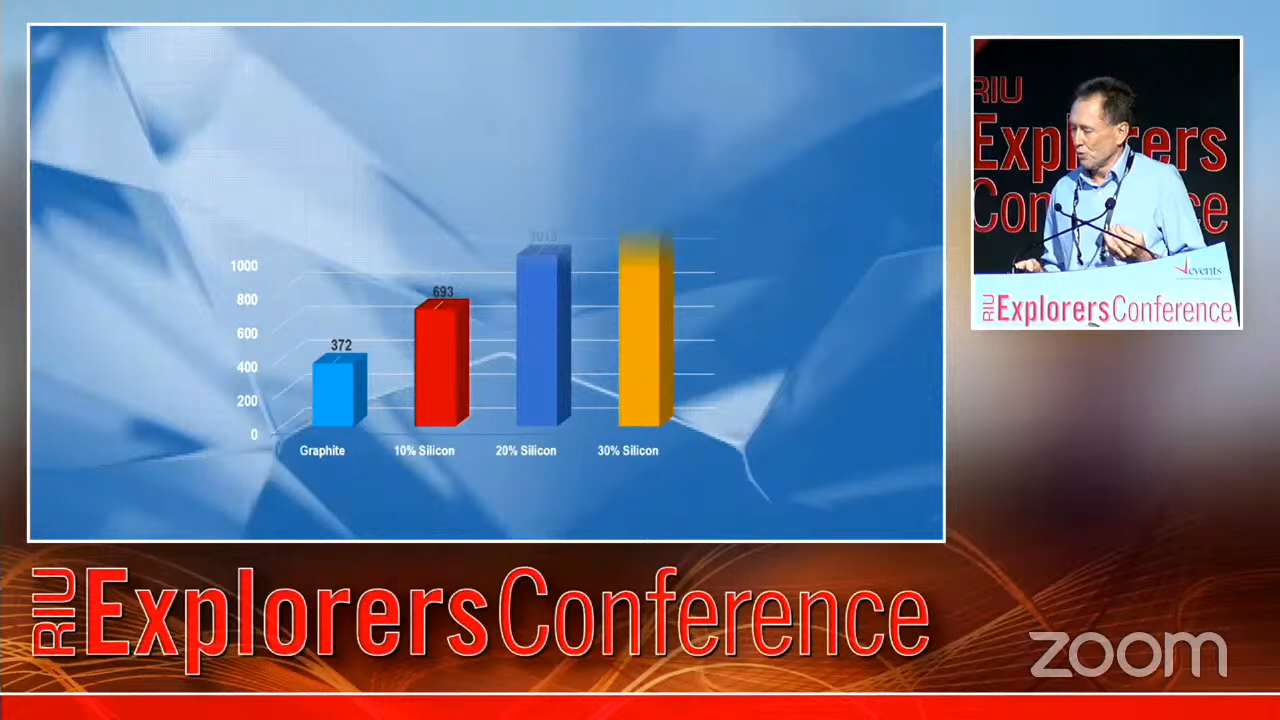 1013
1000
800
693
600
400
372
200
0
Graphite
10% Silicon
20% Silicon
30% Silicon
RIU
Explorers
Conference
events
RIU ExplorersConference
RIU ExplorersConference
zoom